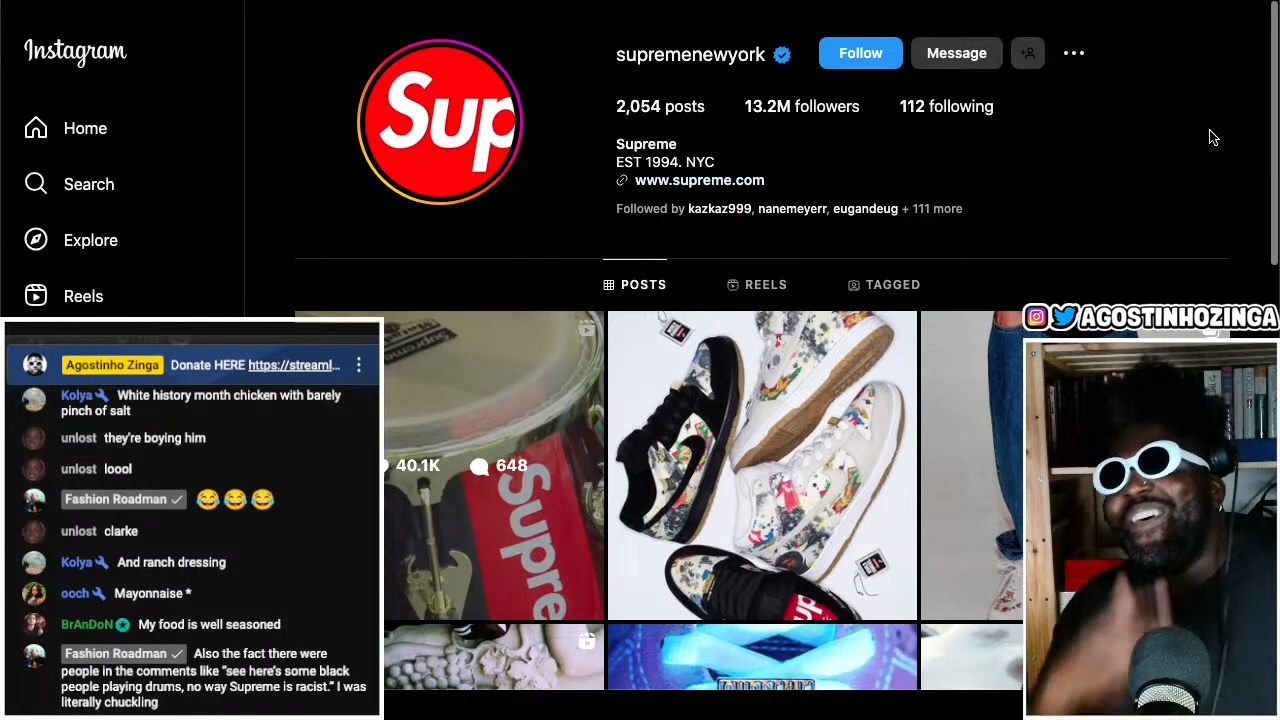 Instagram
Home
Search
Explore
Reels
Sup
supremenewyork
Follow
Message
2,054 posts
13.2M followers
112 following
Supreme
EST 1994. NYC
www.supreme.com
Followed by kazkaz999, nanemeyerr, eugandeug + 111 more
POSTS
REELS
TAGGED
40.1K
648
Supre
AGOSTINHOZINGA
Agostinho Zinga Donate HERE https://streaml...
Kolya White history month chicken with barely
pinch of salt
unlost they're boying him
unlost loool
Fashion Roadman 😂😂😂
unlost clarke
Kolya And ranch dressing
ooch Mayonnaise *
BrAnDoN My food is well seasoned
Fashion Roadman Also the fact there were
people in the comments like “see here's some black
people playing drums, no way Supreme is racist.” I was
literally chuckling